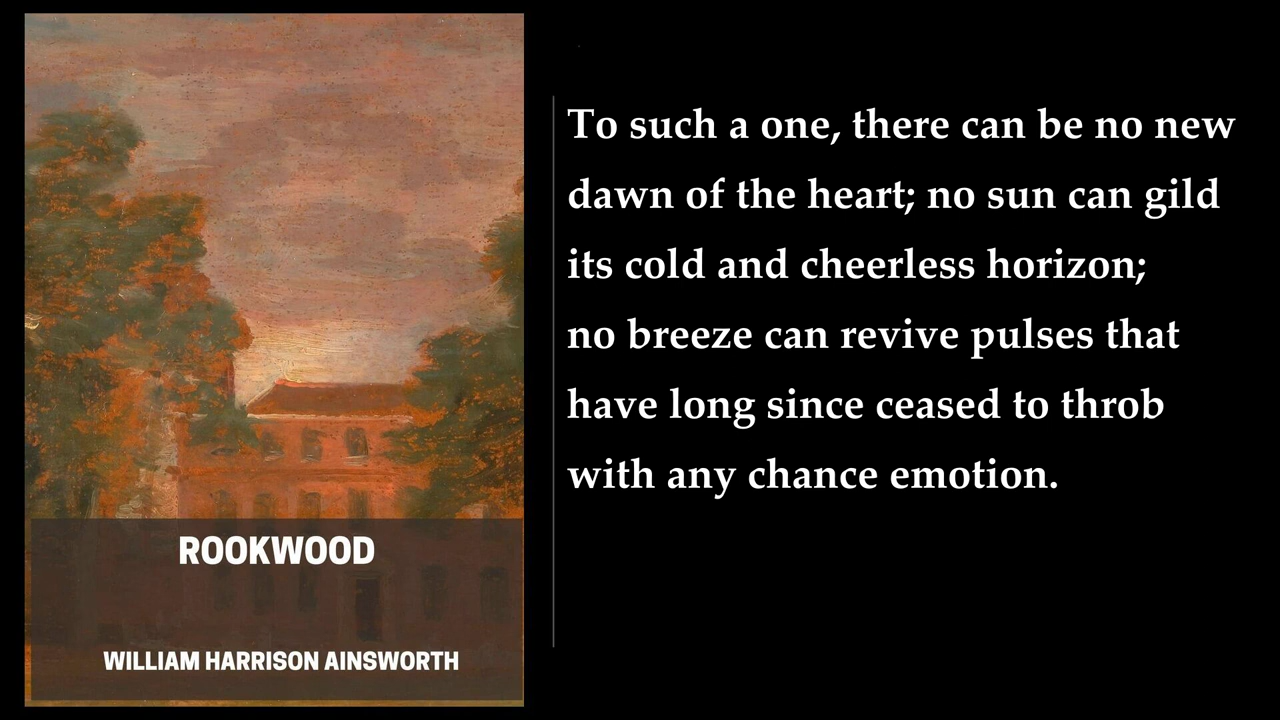 ROOKWOOD
WILLIAM HARRISON AINSWORTH
To such a one, there can be no new
dawn of the heart; no sun can gild
its cold and cheerless horizon;
no breeze can revive pulses that
have long since ceased to throb
with any chance emotion.